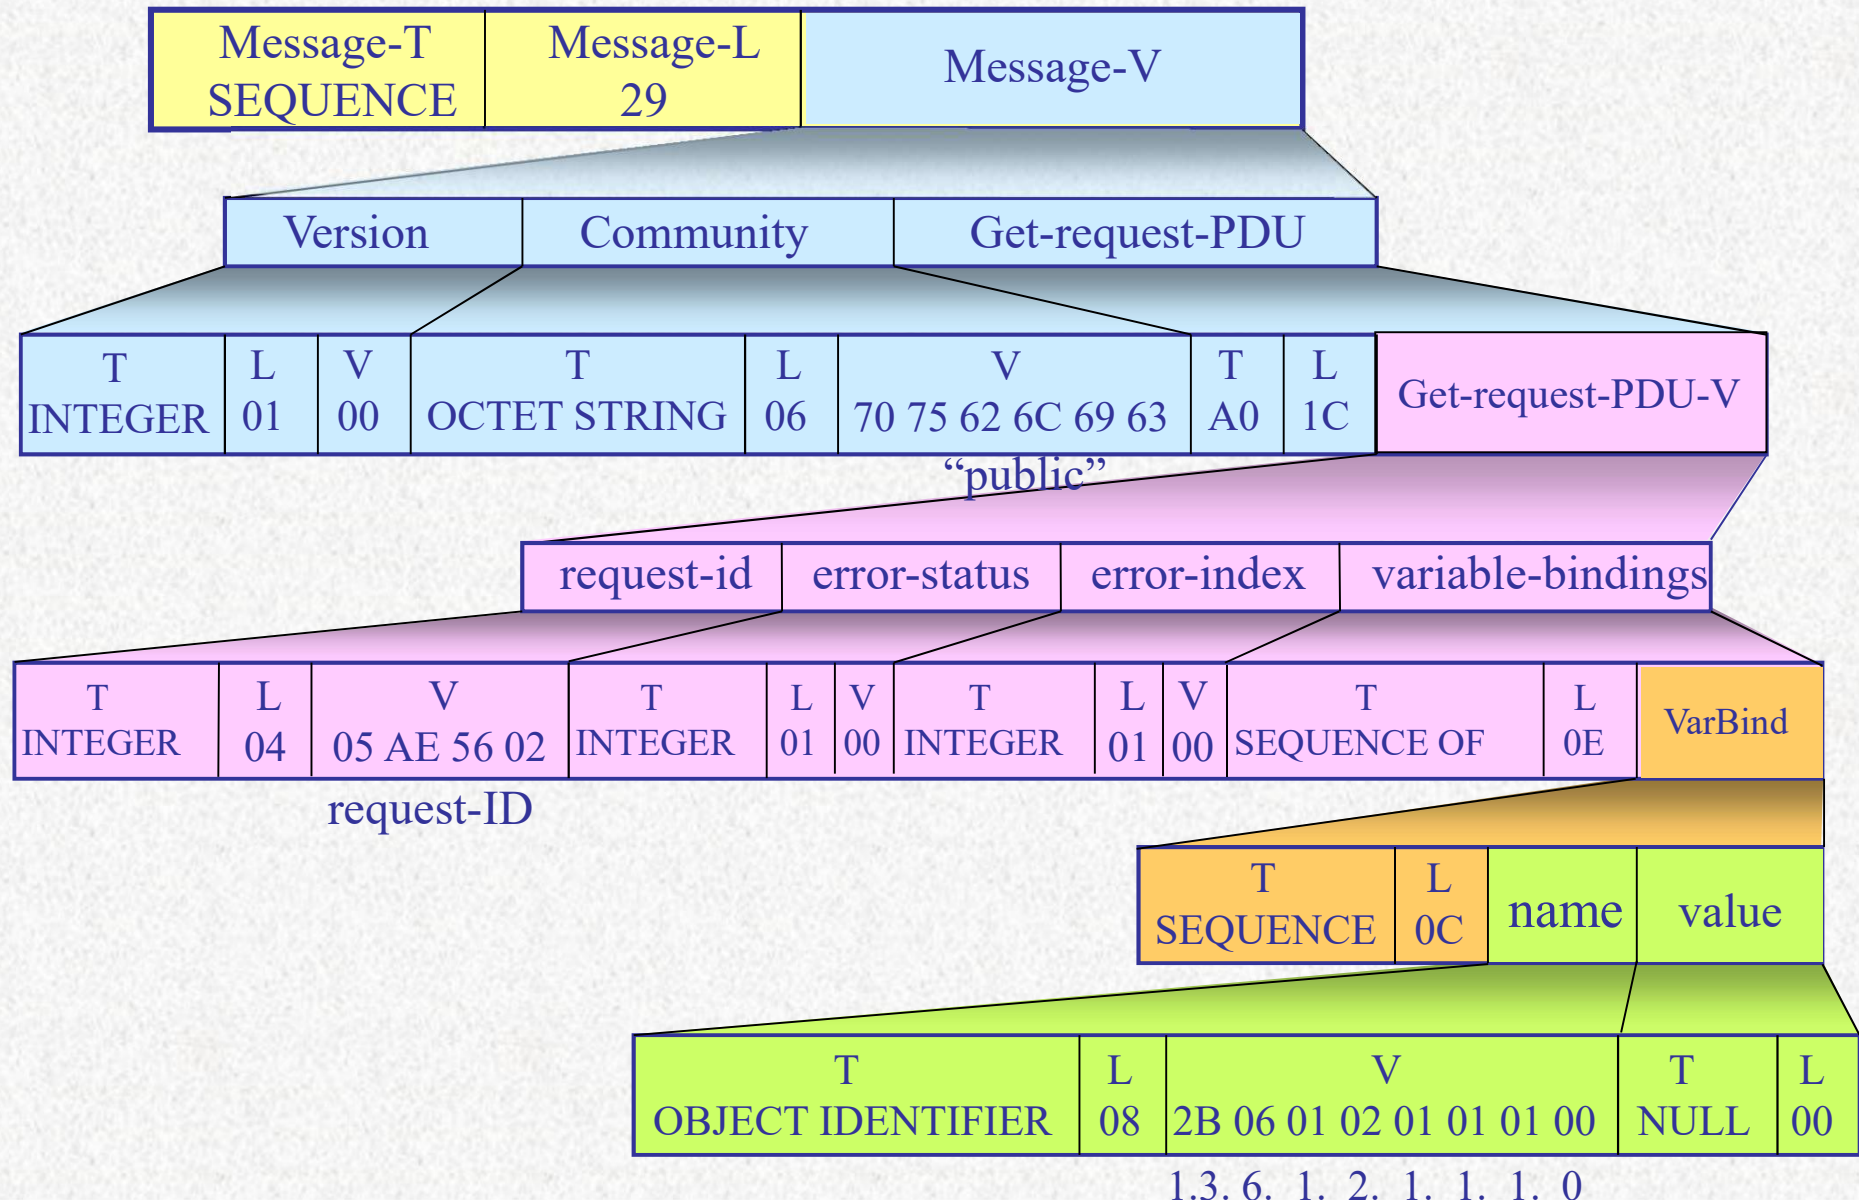 Message-T Message-L Message-V
SEQUENCE 29
Version Community Get-request-PDU
T L V T L V T L Get-request-PDU-V
INTEGER 01 00 OCTET STRING 06 70 75 62 6C 69 63 A0 1C
“public”
request-id error-status error-index variable-bindings
T L V T L V T L V T L VarBind
INTEGER 04 05 AE 56 02 INTEGER 01 00 INTEGER 01 00 SEQUENCE OF 0E
request-ID
T L name value
SEQUENCE 0C
T L V T L
OBJECT IDENTIFIER 08 2B 06 01 02 01 01 01 00 NULL 00
1.3. 6. 1. 2. 1. 1. 1. 0